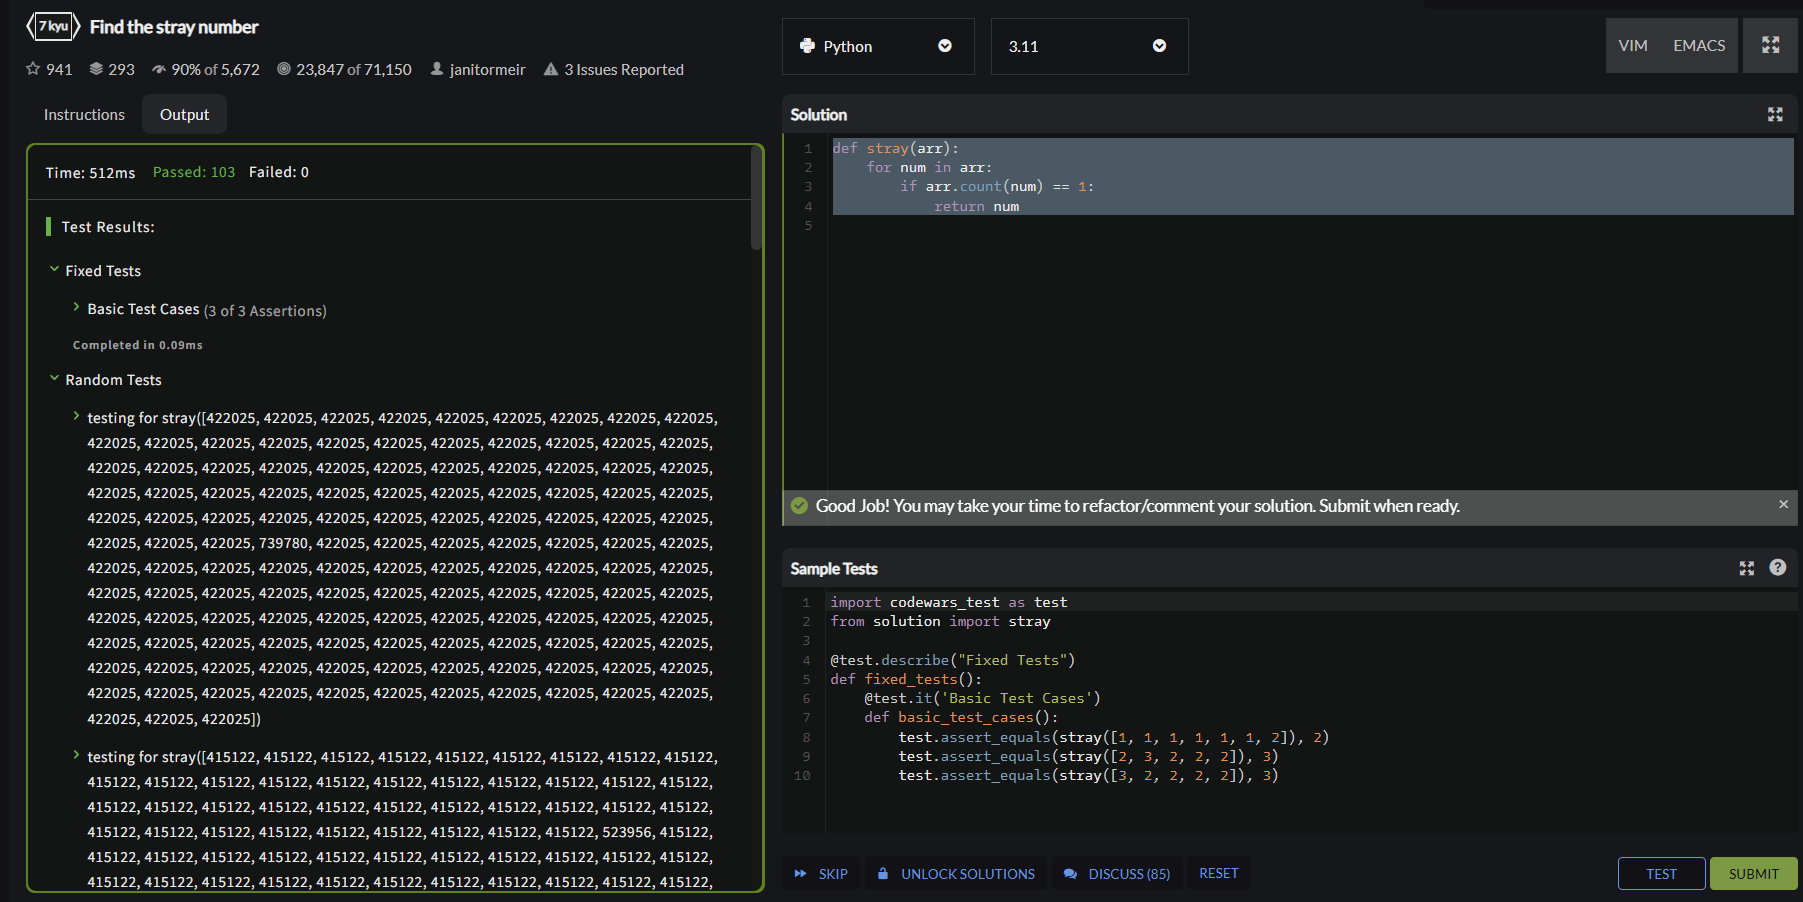 7 kyu Find the stray number
941 293 90% of 5,672 23,847 of 71,150 janitormeir 3 Issues Reported
Instructions Output
Time: 512ms Passed: 103 Failed: 0
Test Results:
Fixed Tests
Basic Test Cases (3 of 3 Assertions)
Completed in 0.09ms
Random Tests
testing for stray([422025, 422025, 422025, 422025, 422025, 422025, 422025, 422025, 422025,
422025, 422025, 422025, 422025, 422025, 422025, 422025, 422025, 422025, 422025, 422025,
422025, 422025, 422025, 422025, 422025, 422025, 422025, 422025, 422025, 422025, 422025,
422025, 422025, 422025, 422025, 422025, 422025, 422025, 422025, 422025, 422025, 422025,
422025, 422025, 422025, 422025, 422025, 422025, 422025, 422025, 422025, 422025, 422025,
422025, 422025, 422025, 739780, 422025, 422025, 422025, 422025, 422025, 422025, 422025,
422025, 422025, 422025, 422025, 422025, 422025, 422025, 422025, 422025, 422025, 422025,
422025, 422025, 422025, 422025, 422025, 422025, 422025, 422025, 422025, 422025, 422025,
422025, 422025, 422025, 422025, 422025, 422025, 422025, 422025, 422025, 422025, 422025,
422025, 422025, 422025, 422025, 422025, 422025, 422025, 422025, 422025, 422025, 422025,
422025, 422025, 422025, 422025, 422025, 422025, 422025, 422025, 422025, 422025, 422025,
422025, 422025, 422025, 422025, 422025, 422025, 422025, 422025, 422025, 422025, 422025,
422025, 422025, 422025])
testing for stray([415122, 415122, 415122, 415122, 415122, 415122, 415122, 415122, 415122,
415122, 415122, 415122, 415122, 415122, 415122, 415122, 415122, 415122, 415122, 415122,
415122, 415122, 415122, 415122, 415122, 415122, 415122, 415122, 415122, 415122, 415122,
415122, 415122, 415122, 415122, 415122, 415122, 415122, 415122, 415122, 523956, 415122,
415122, 415122, 415122, 415122, 415122, 415122, 415122, 415122, 415122, 415122, 415122,
415122, 415122, 415122, 415122, 415122, 415122, 415122, 415122, 415122, 415122, 415122,
Python 3.11 VIM EMACS
Solution
1 def stray(arr):
2     for num in arr:
3         if arr.count(num) == 1:
4             return num
5
Good Job! You may take your time to refactor/comment your solution. Submit when ready. ×
Sample Tests ?
1 import codewars_test as test
2 from solution import stray
3
4 @test.describe("Fixed Tests")
5 def fixed_tests():
6     @test.it('Basic Test Cases')
7     def basic_test_cases():
8         test.assert_equals(stray([1, 1, 1, 1, 1, 1, 2]), 2)
9         test.assert_equals(stray([2, 3, 2, 2, 2]), 3)
10         test.assert_equals(stray([3, 2, 2, 2, 2]), 3)
SKIP UNLOCK SOLUTIONS DISCUSS (85) RESET TEST SUBMIT